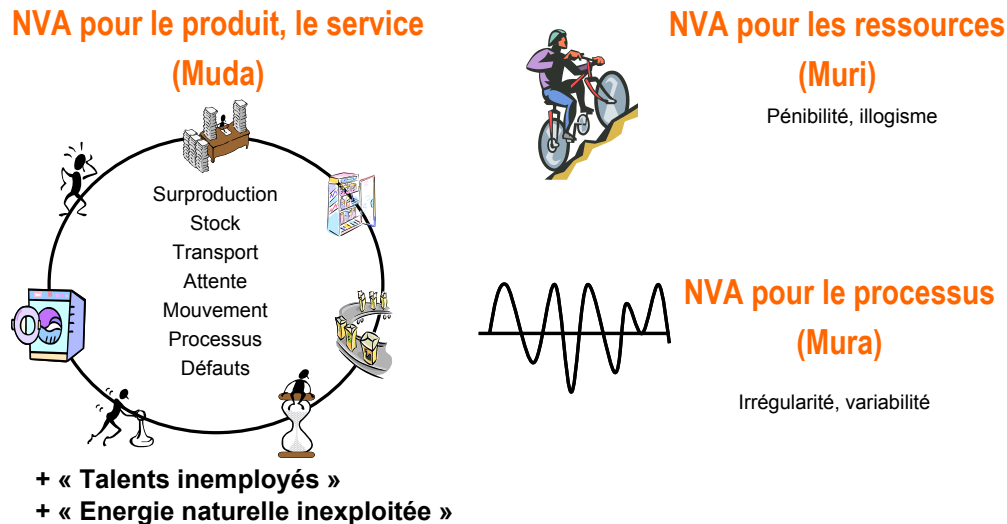 NVA pour le produit, le service
(Muda)
Surproduction
Stock
Transport
Attente
Mouvement
Processus
Défauts
+ « Talents inemployés »
+ « Energie naturelle inexploitée »
NVA pour les ressources
(Muri)
Pénibilité, illogisme
NVA pour le processus
(Mura)
Irrégularité, variabilité